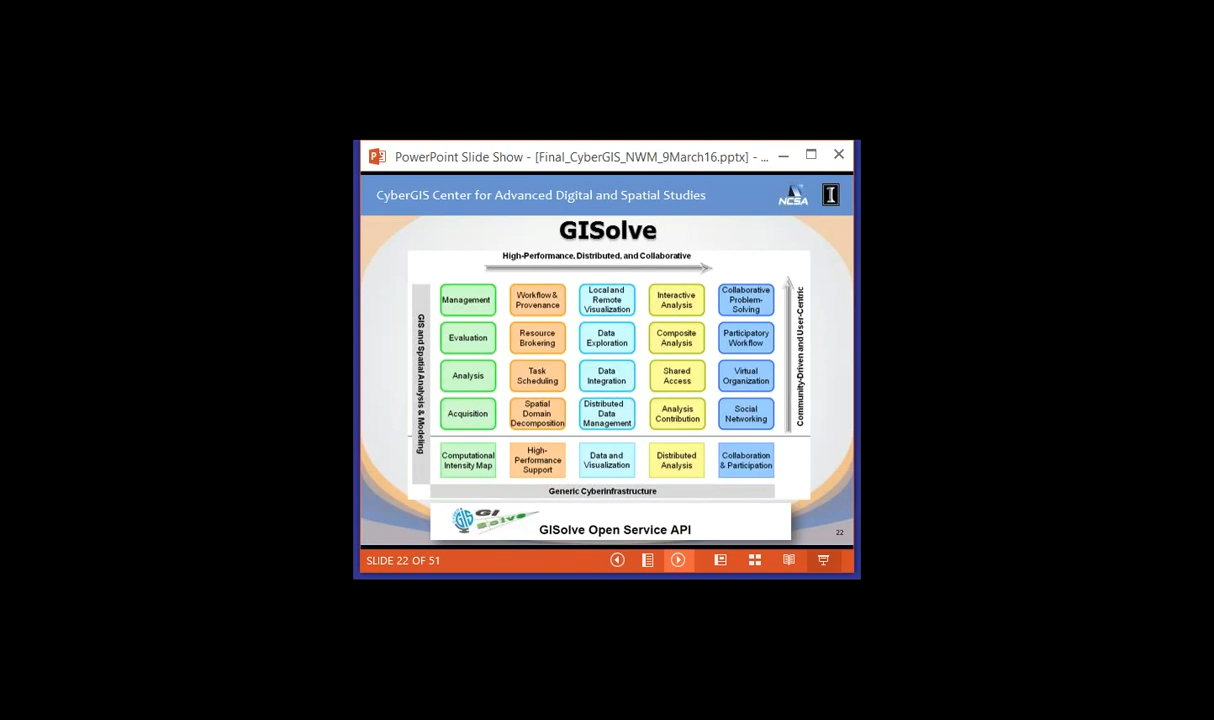 PowerPoint Slide Show - [Final_CyberGIS_NWM_9March16.pptx] - ...
CyberGIS Center for Advanced Digital and Spatial Studies
NCSA
I
GISolve
High-Performance, Distributed, and Collaborative
GIS and Spatial Analysis & Modeling
Community-Driven and User-Centric
Management
Workflow &
Provenance
Local and
Remote
Visualization
Interactive
Analysis
Collaborative
Problem-
Solving
Evaluation
Resource
Brokering
Data
Exploration
Composite
Analysis
Participatory
Workflow
Analysis
Task
Scheduling
Data
Integration
Shared
Access
Virtual
Organization
Acquisition
Spatial
Domain
Decomposition
Distributed
Data
Management
Analysis
Contribution
Social
Networking
Computational
Intensity Map
High-
Performance
Support
Data and
Visualization
Distributed
Analysis
Collaboration
& Participation
Generic Cyberinfrastructure
GIS
GI
Solve
GISolve Open Service API
22
SLIDE 22 OF 51